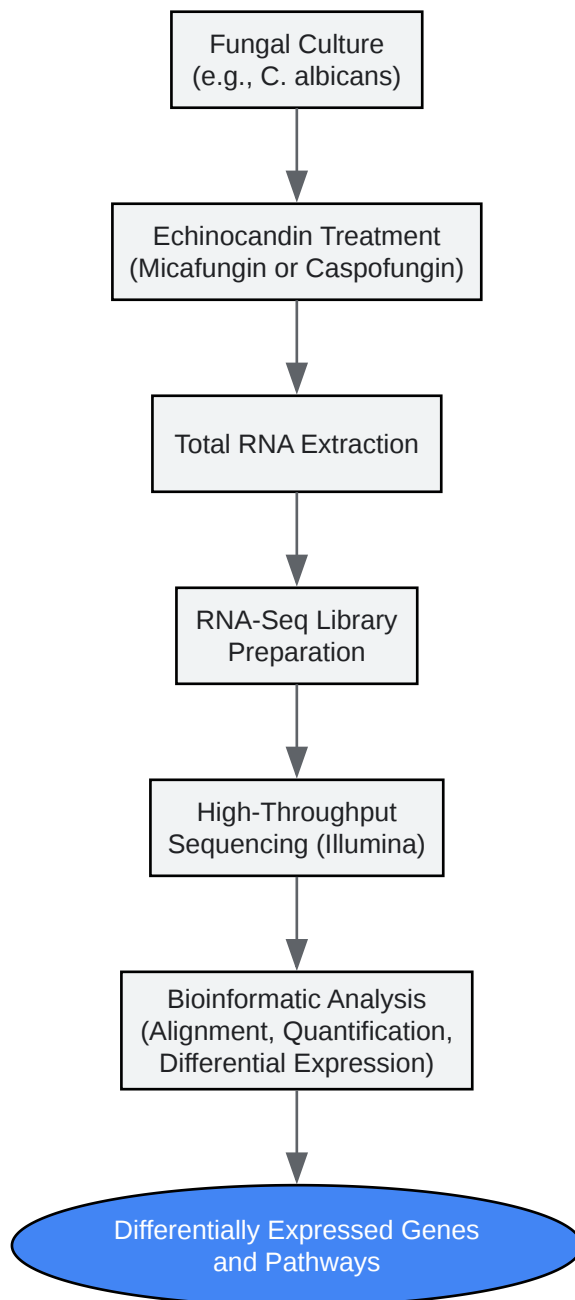 Fungal Culture
(e.g., C. albicans)
Echinocandin Treatment
(Micafungin or Caspofungin)
Total RNA Extraction
RNA-Seq Library
Preparation
High-Throughput
Sequencing (Illumina)
Bioinformatic Analysis
(Alignment, Quantification,
Differential Expression)
Differentially Expressed Genes
and Pathways